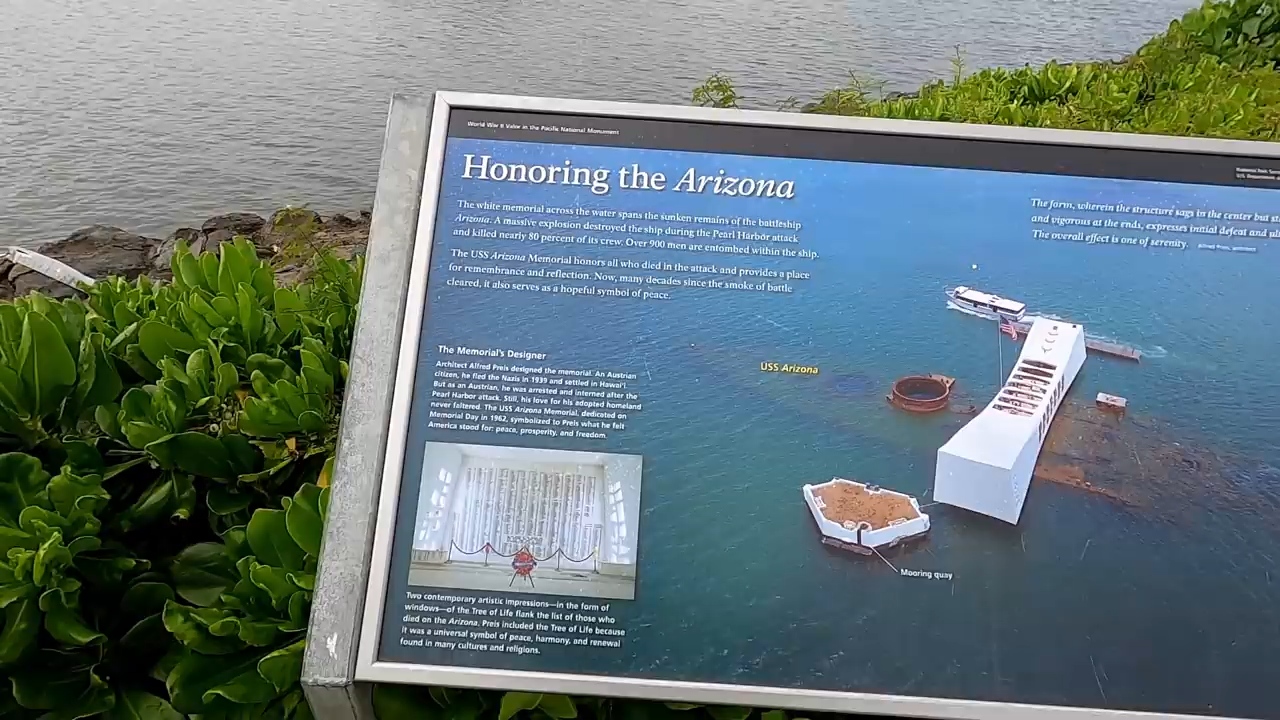 World War II Valor in the Pacific National Monument
National Park Serv
U.S. Department o
Honoring the Arizona
The white memorial across the water spans the sunken remains of the battleship
Arizona. A massive explosion destroyed the ship during the Pearl Harbor attack
and killed nearly 80 percent of its crew. Over 900 men are entombed within the ship.
The USS Arizona Memorial honors all who died in the attack and provides a place
for remembrance and reflection. Now, many decades since the smoke of battle
cleared, it also serves as a hopeful symbol of peace.
The form, wherein the structure sags in the center but st
and vigorous at the ends, expresses initial defeat and ult
The overall effect is one of serenity. Alfred Preis, architect
The Memorial's Designer
Architect Alfred Preis designed the memorial. An Austrian
citizen, he fled the Nazis in 1939 and settled in Hawai'i.
But as an Austrian, he was arrested and interned after the
Pearl Harbor attack. Still, his love for his adopted homeland
never faltered. The USS Arizona Memorial, dedicated on
Memorial Day in 1962, symbolized to Preis what he felt
America stood for: peace, prosperity, and freedom.
USS Arizona
Mooring quay
Two contemporary artistic impressions—in the form of
windows—of the Tree of Life flank the list of those who
died on the Arizona. Preis included the Tree of Life because
it was a universal symbol of peace, harmony, and renewal
found in many cultures and religions.